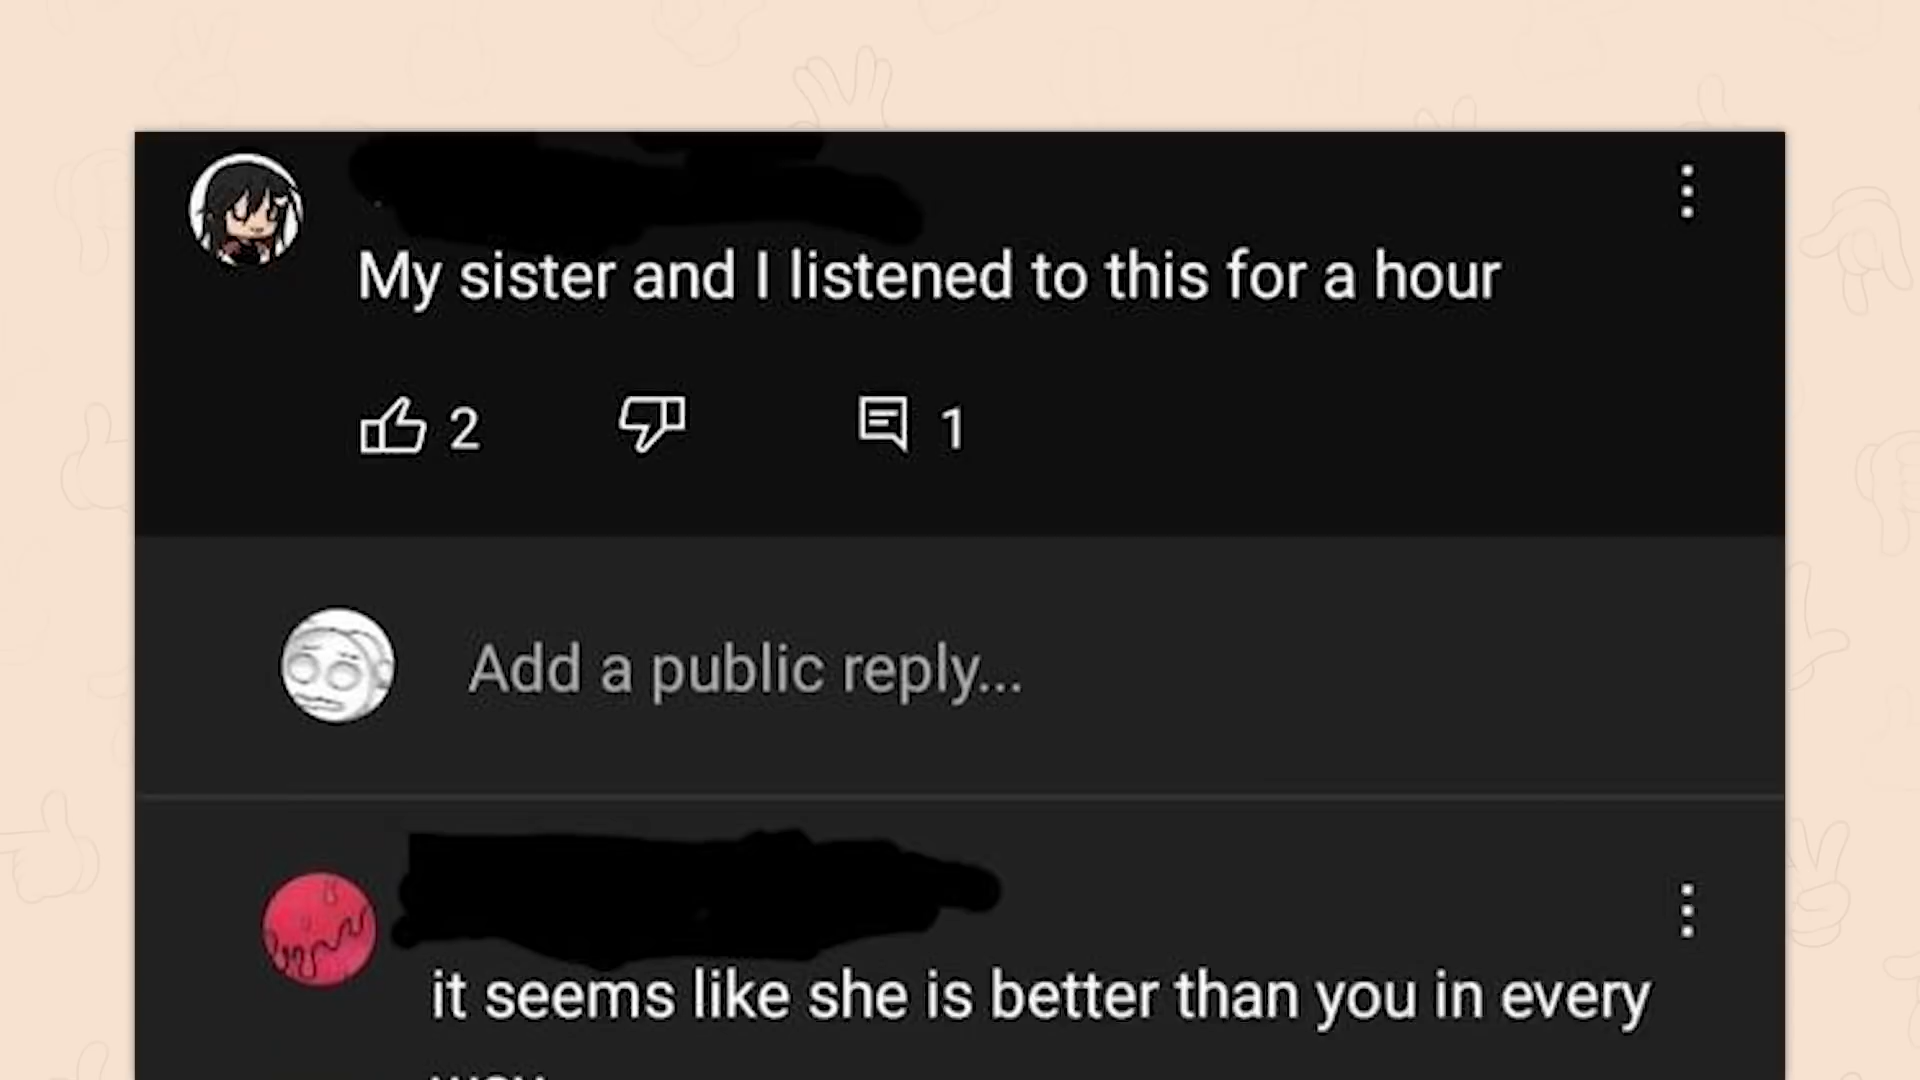 My sister and I listened to this for a hour
2 1
Add a public reply...
it seems like she is better than you in every